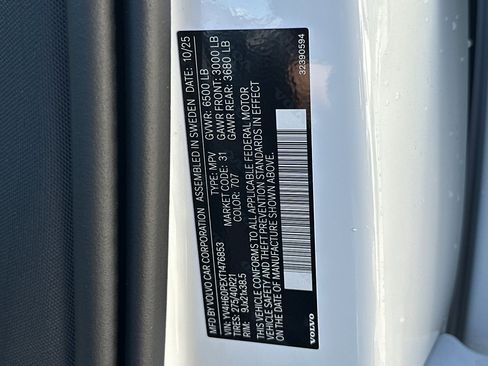 MFD BY VOLVO CAR CORPORATION ASSEMBLED IN SWEDEN DATE: 10/25
VIN: YV4H60PEXT1476853 GVWR: 6500 LB
TIRES: 275/40R21 TYPE: MPV GAWR FRONT: 3000 LB
RIM: 9Jx21x38.5 MARKET CODE: 31 GAWR REAR: 3680 LB
COLOR: 707
THIS VEHICLE CONFORMS TO ALL APPLICABLE FEDERAL MOTOR
VEHICLE SAFETY AND THEFT PREVENTION STANDARDS IN EFFECT
ON THE DATE OF MANUFACTURE SHOWN ABOVE.
VOLVO 32390594